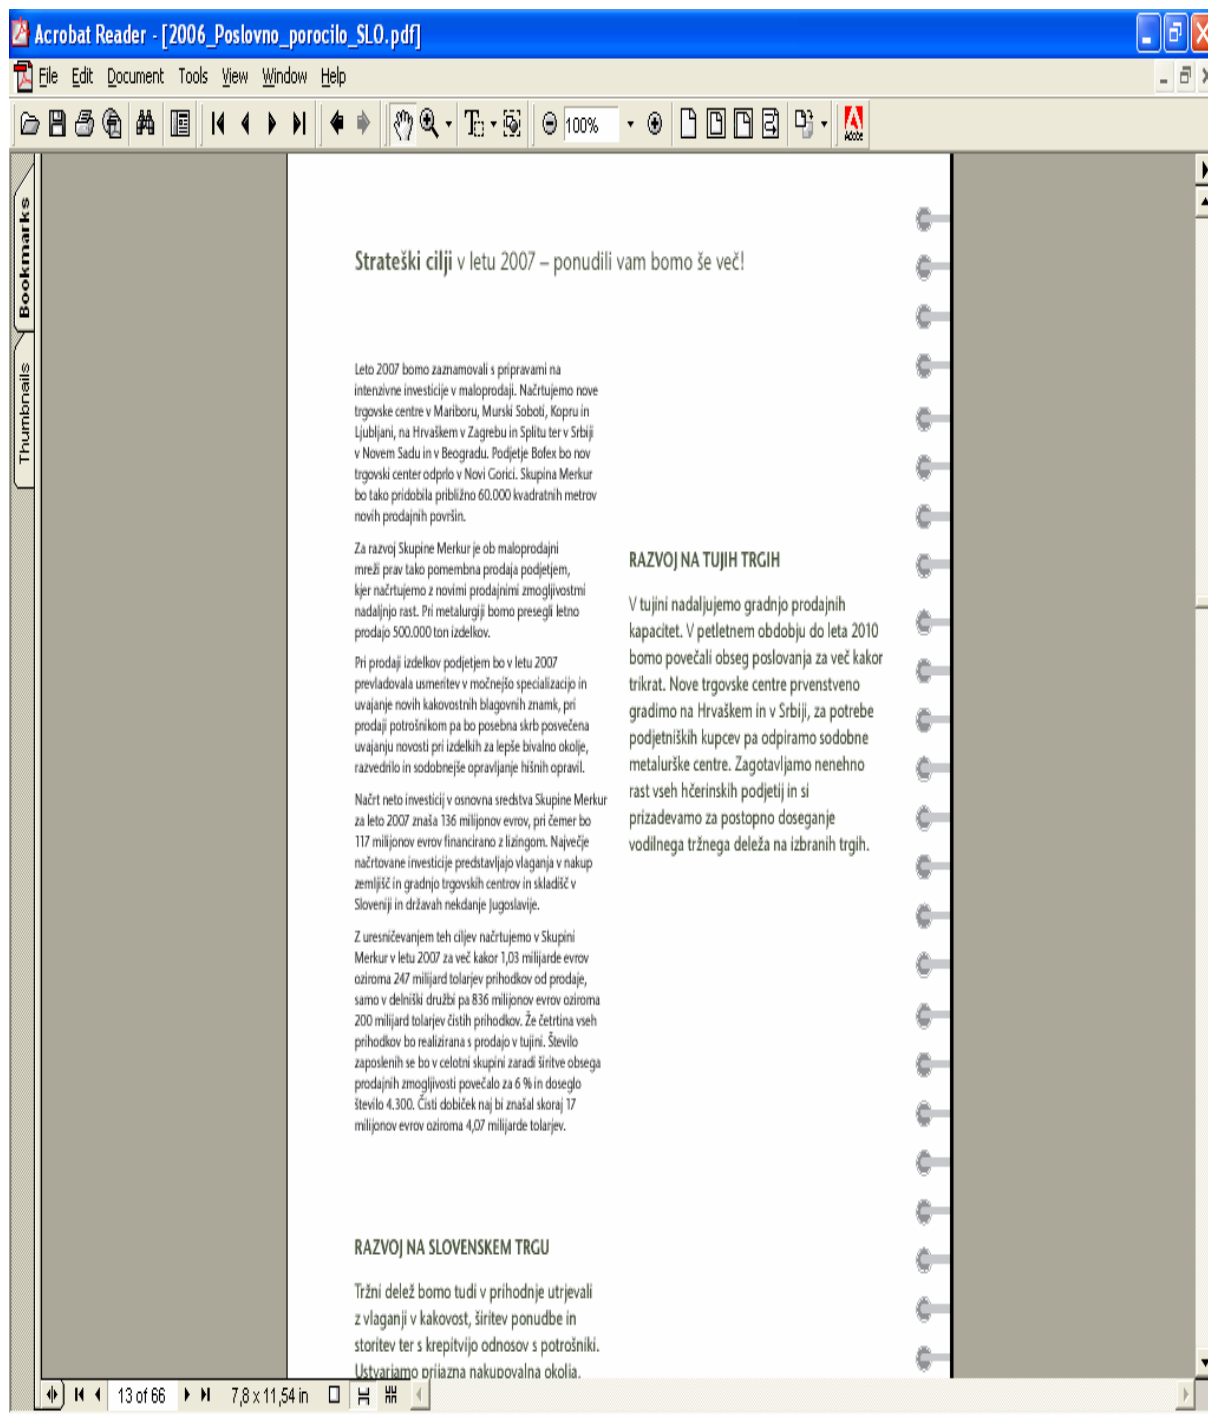 Acrobat Reader - [2006_Poslovno_porocilo_SLO.pdf]
File Edit Document Tools View Window Help
100%
Adobe
Bookmarks
Thumbnails
Strateški cilji v letu 2007 – ponudili vam bomo še več!
Leto 2007 bomo zaznamovali s pripravami na
intenzivne investicije v maloprodaji. Načrtujemo nove
trgovske centre v Mariboru, Murski Soboti, Kopru in
Ljubljani, na Hrvaškem v Zagrebu in Splitu ter v Srbiji
v Novem Sadu in v Beogradu. Podjetje Bofex bo nov
trgovski center odprlo v Novi Gorici. Skupina Merkur
bo tako pridobila približno 60.000 kvadratnih metrov
novih prodajnih površin.
Za razvoj Skupine Merkur je ob maloprodajni
mreži prav tako pomembna prodaja podjetjem,
kjer načrtujemo z novimi prodajnimi zmogljivostmi
nadaljnjo rast. Pri metalurgiji bomo presegli letno
prodajo 500.000 ton izdelkov.
Pri prodaji izdelkov podjetjem bo v letu 2007
prevladovala usmeritev v močnejšo specializacijo in
uvajanje novih kakovostnih blagovnih znamk, pri
prodaji potrošnikom pa bo posebna skrb posvečena
uvajanju novosti pri izdelkih za lepše bivalno okolje,
razvedrilo in sodobnejše opravljanje hišnih opravil.
Načrt neto investicij v osnovna sredstva Skupine Merkur
za leto 2007 znaša 136 milijonov evrov, pri čemer bo
117 milijonov evrov financirano z lizingom. Največje
načrtovane investicije predstavljajo vlaganja v nakup
zemljišč in gradnjo trgovskih centrov in skladišč v
Sloveniji in državah nekdanje Jugoslavije.
Z uresničevanjem teh ciljev načrtujemo v Skupini
Merkur v letu 2007 za več kakor 1,03 milijarde evrov
oziroma 247 milijard tolarjev prihodkov od prodaje,
samo v delniški družbi pa 836 milijonov evrov oziroma
200 milijard tolarjev čistih prihodkov. Že četrtina vseh
prihodkov bo realizirana s prodajo v tujini. Število
zaposlenih se bo v celotni skupini zaradi širitve obsega
prodajnih zmogljivosti povečalo za 6 % in doseglo
število 4.300. Čisti dobiček naj bi znašal skoraj 17
milijonov evrov oziroma 4,07 milijarde tolarjev.
RAZVOJ NA TUJIH TRGIH
V tujini nadaljujemo gradnjo prodajnih
kapacitet. V petletnem obdobju do leta 2010
bomo povečali obseg poslovanja za več kakor
trikrat. Nove trgovske centre prvenstveno
gradimo na Hrvaškem in v Srbiji, za potrebe
podjetniških kupcev pa odpiramo sodobne
metalurške centre. Zagotavljamo nenehno
rast vseh hčerinskih podjetij in si
prizadevamo za postopno doseganje
vodilnega tržnega deleža na izbranih trgih.
RAZVOJ NA SLOVENSKEM TRGU
Tržni delež bomo tudi v prihodnje utrjevali
z vlaganji v kakovost, širitev ponudbe in
storitev ter s krepitvijo odnosov s potrošniki.
Ustvarjamo prijazna nakupovalna okolja,
13 of 66 7,8 x 11,54 in